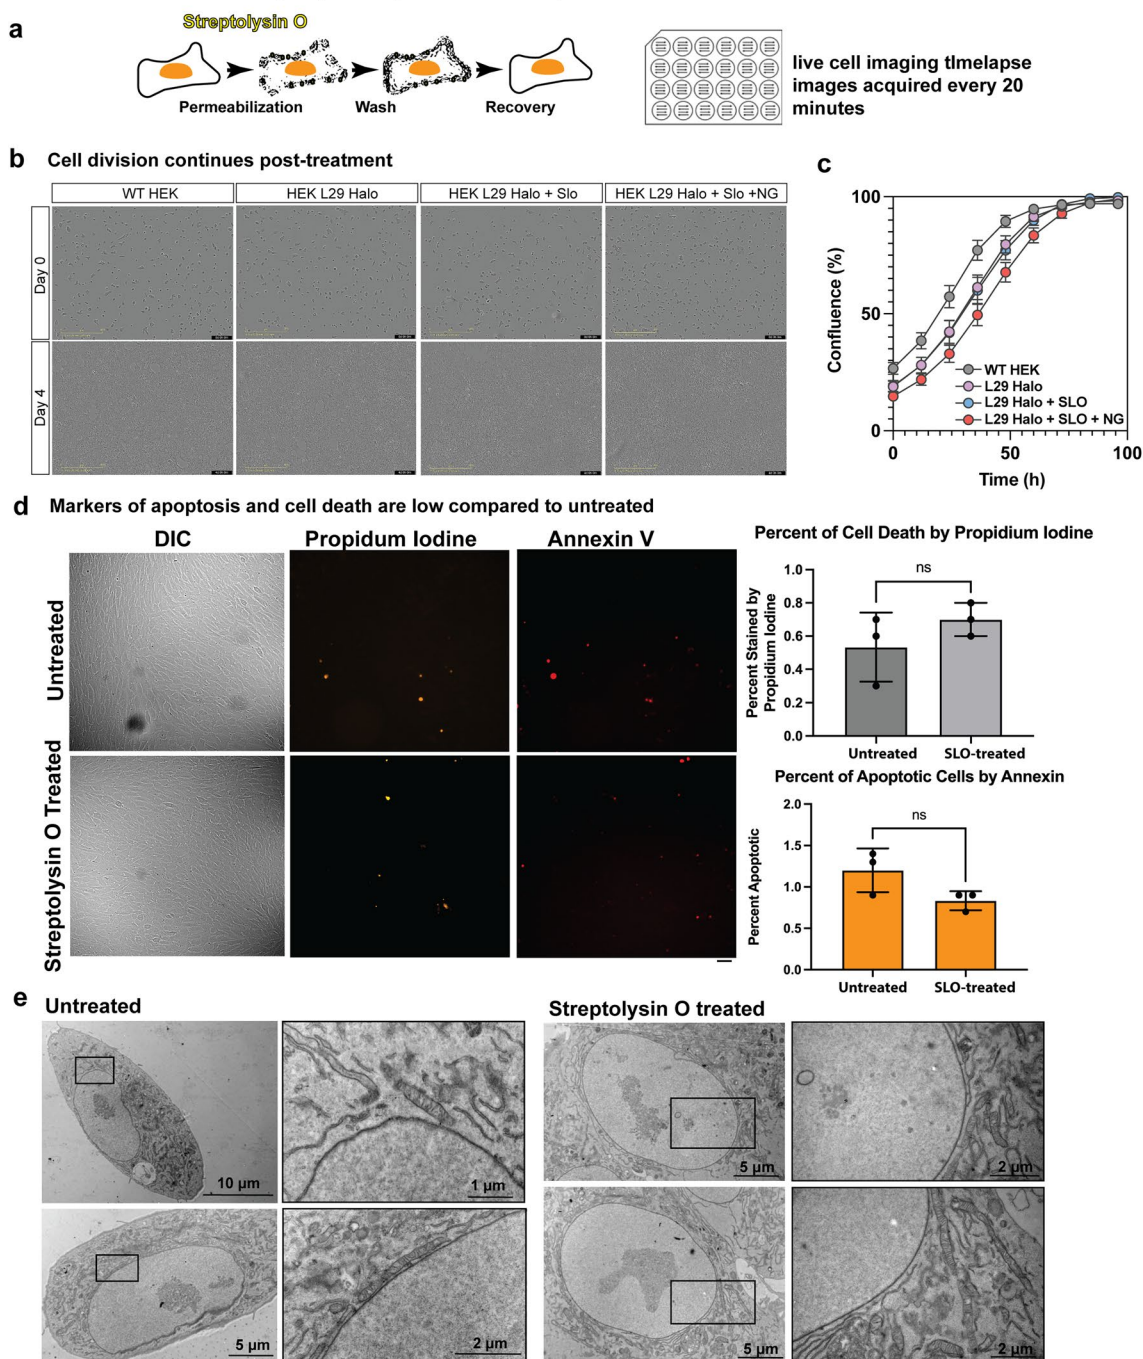 a
Streptolysin O
Permeabilization
Wash
Recovery
live cell imaging tImelapse
images acquired every 20
minutes
b
Cell division continues post-treatment
WT HEK
HEK L29 Halo
HEK L29 Halo + Slo
HEK L29 Halo + Slo +NG
Day 0
Day 4
c
Confluence (%)
100
50
0
0
50
100
Time (h)
WT HEK
L29 Halo
L29 Halo + SLO
L29 Halo + SLO + NG
d
Markers of apoptosis and cell death are low compared to untreated
DIC
Propidum Iodine
Annexin V
Untreated
Streptolysin O Treated
Percent of Cell Death by Propidium Iodine
Percent Stained by
Propidium Iodine
1.0
0.8
0.6
0.4
0.2
0.0
ns
Untreated
SLO-treated
Percent of Apoptotic Cells by Annexin
Percent Apoptotic
2.0
1.5
1.0
0.5
0.0
ns
Untreated
SLO-treated
e
Untreated
Streptolysin O treated
10 µm
1 µm
5 µm
2 µm
5 µm
2 µm
5 µm
2 µm